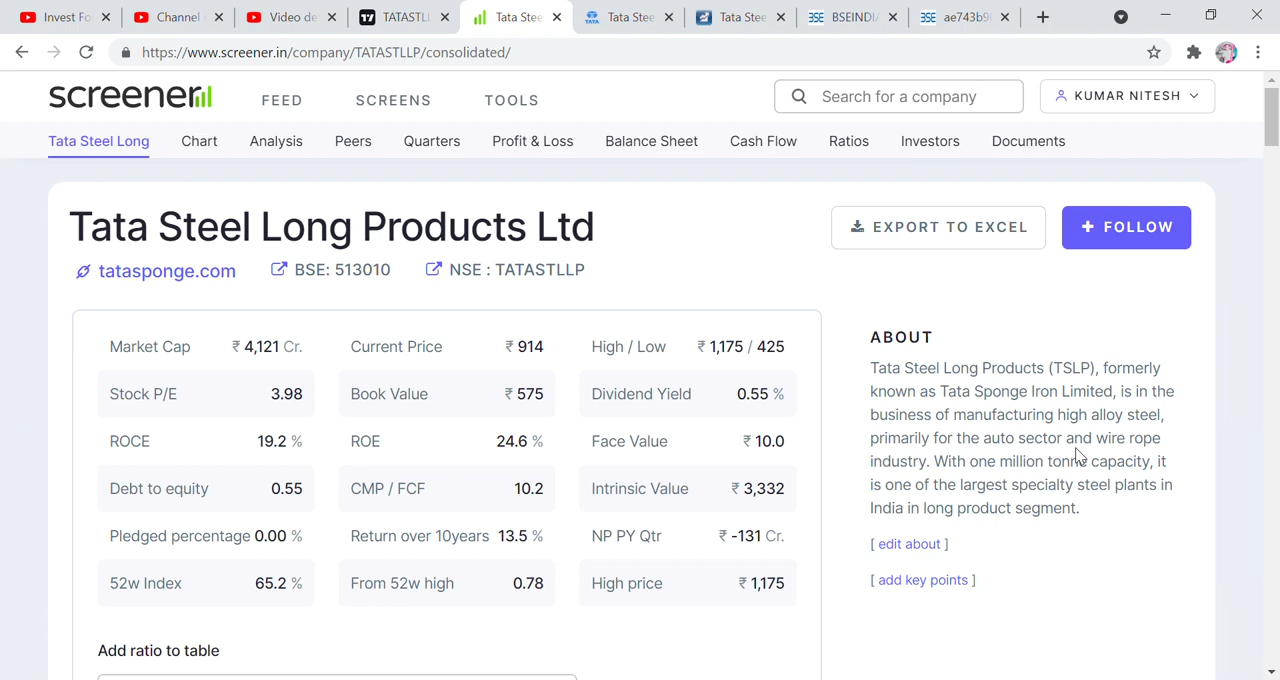 Invest Fo
Channel
Video de
TATASTL
Tata Stee
Tata Stee
Tata Stee
BSEINDI
ae743b9
https://www.screener.in/company/TATASTLLP/consolidated/
screener
FEED
SCREENS
TOOLS
Search for a company
KUMAR NITESH
Tata Steel Long
Chart
Analysis
Peers
Quarters
Profit & Loss
Balance Sheet
Cash Flow
Ratios
Investors
Documents
Tata Steel Long Products Ltd
EXPORT TO EXCEL
+ FOLLOW
tatasponge.com
BSE: 513010
NSE : TATASTLLP
Market Cap ₹ 4,121 Cr.
Current Price ₹ 914
High / Low ₹ 1,175 / 425
Stock P/E 3.98
Book Value ₹ 575
Dividend Yield 0.55 %
ROCE 19.2 %
ROE 24.6 %
Face Value ₹ 10.0
Debt to equity 0.55
CMP / FCF 10.2
Intrinsic Value ₹ 3,332
Pledged percentage 0.00 %
Return over 10years 13.5 %
NP PY Qtr ₹ -131 Cr.
52w Index 65.2 %
From 52w high 0.78
High price ₹ 1,175
Add ratio to table
ABOUT
Tata Steel Long Products (TSLP), formerly
known as Tata Sponge Iron Limited, is in the
business of manufacturing high alloy steel,
primarily for the auto sector and wire rope
industry. With one million tonne capacity, it
is one of the largest specialty steel plants in
India in long product segment.
[ edit about ]
[ add key points ]